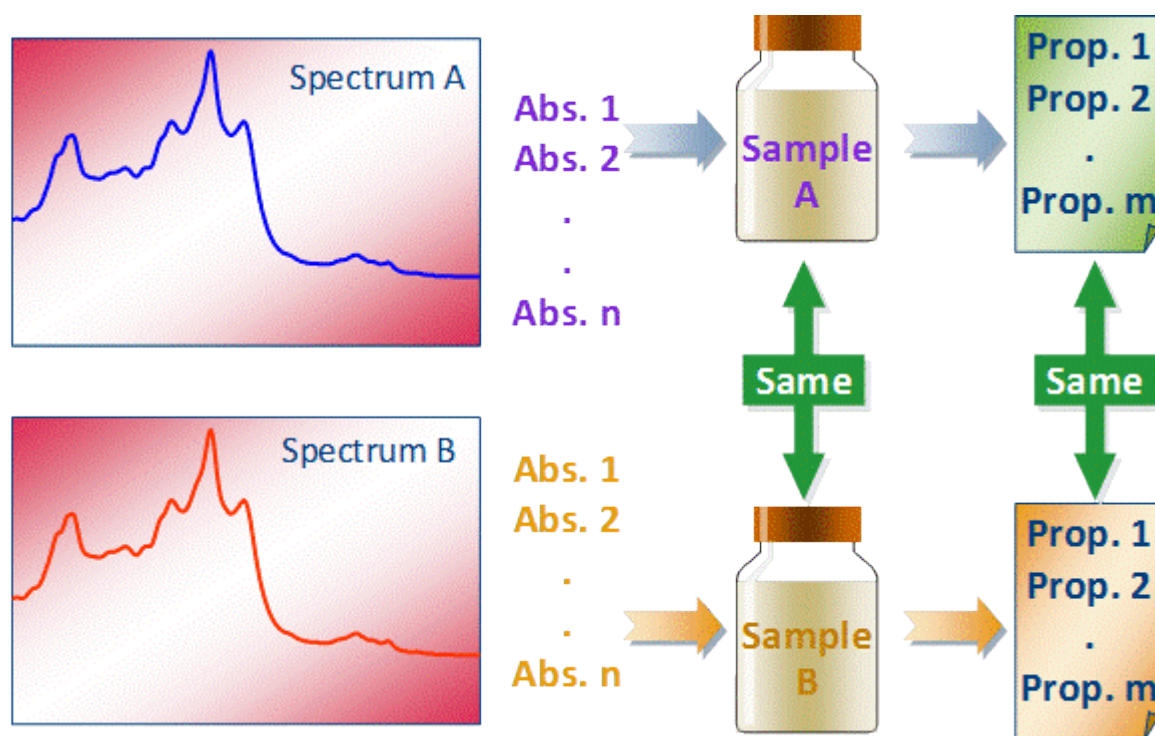 Spectrum A
Abs. 1
Abs. 2
.
.
Abs. n
Sample
A
Prop. 1
Prop. 2
.
Prop. m
Same
Same
Spectrum B
Abs. 1
Abs. 2
.
.
Abs. n
Sample
B
Prop. 1
Prop. 2
.
Prop. m